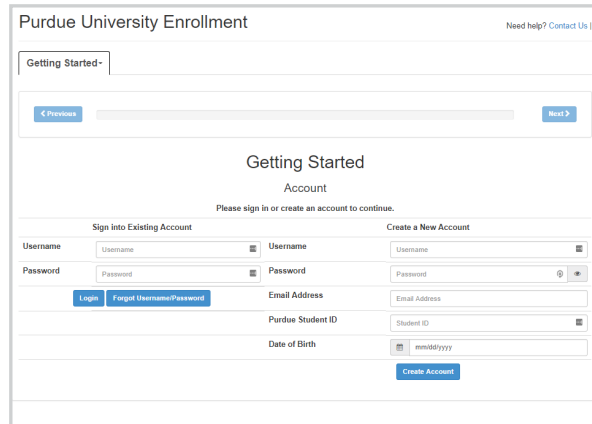 Purdue University Enrollment
Need help? Contact Us |
Getting Started
Previous
Next
Getting Started
Account
Please sign in or create an account to continue.
Sign into Existing Account
Create a New Account
Username
Username
Username
Username
Password
Password
Password
Password
Login
Forgot Username/Password
Email Address
Email Address
Purdue Student ID
Student ID
Date of Birth
mm/dd/yyyy
Create Account